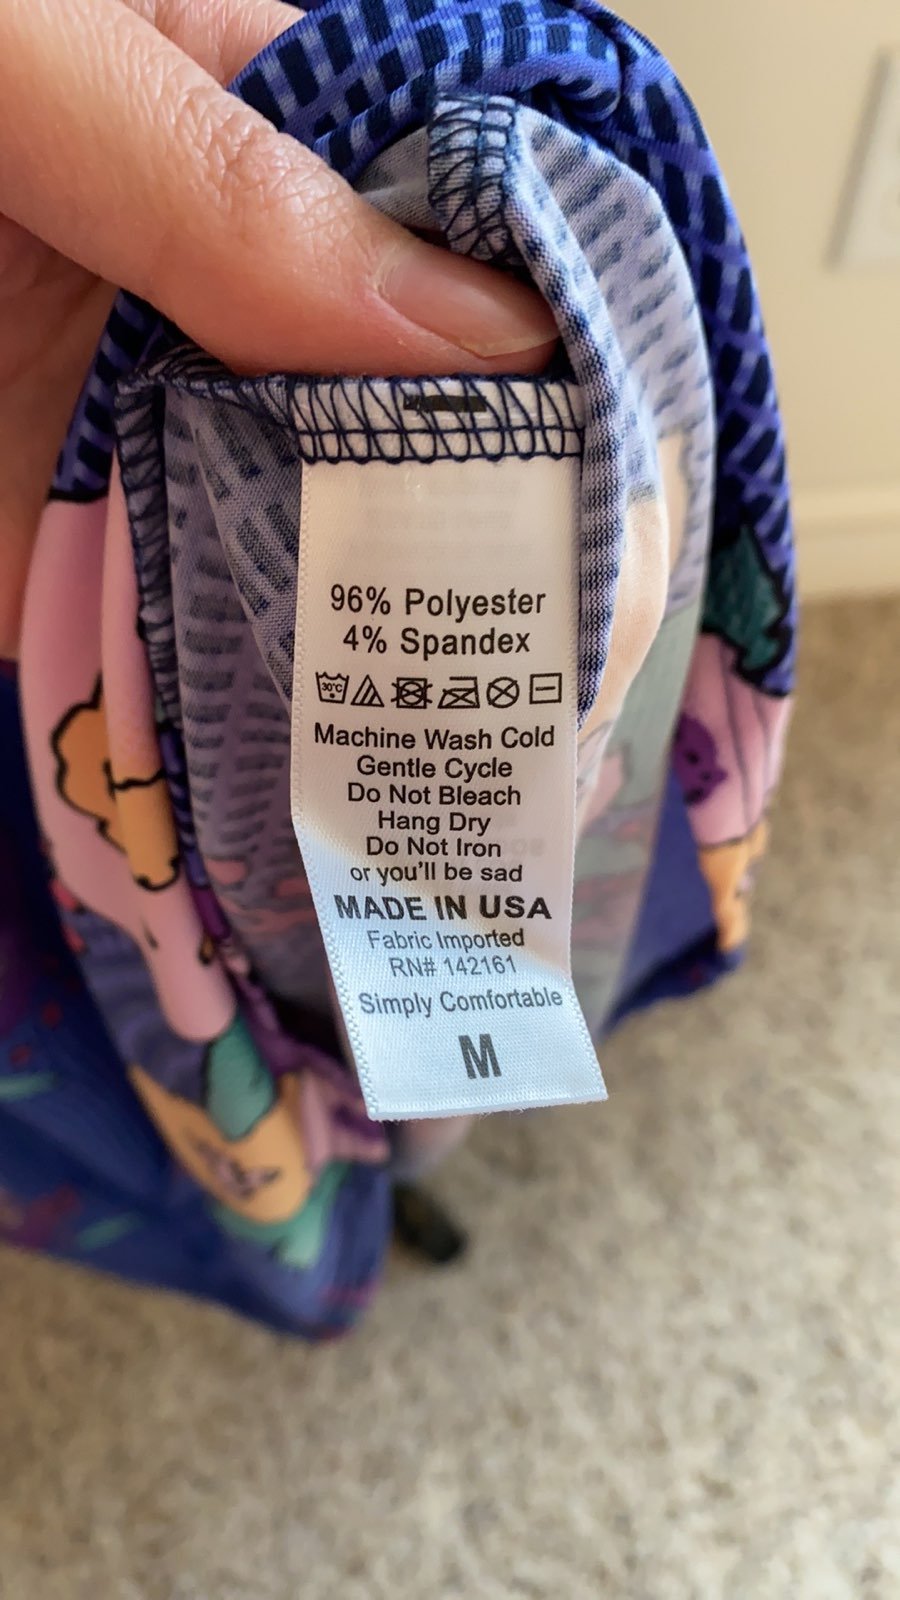 96% Polyester
4% Spandex
30°C
Machine Wash Cold
Gentle Cycle
Do Not Bleach
Hang Dry
Do Not Iron
or you'll be sad
MADE IN USA
Fabric Imported
RN# 142161
Simply Comfortable
M